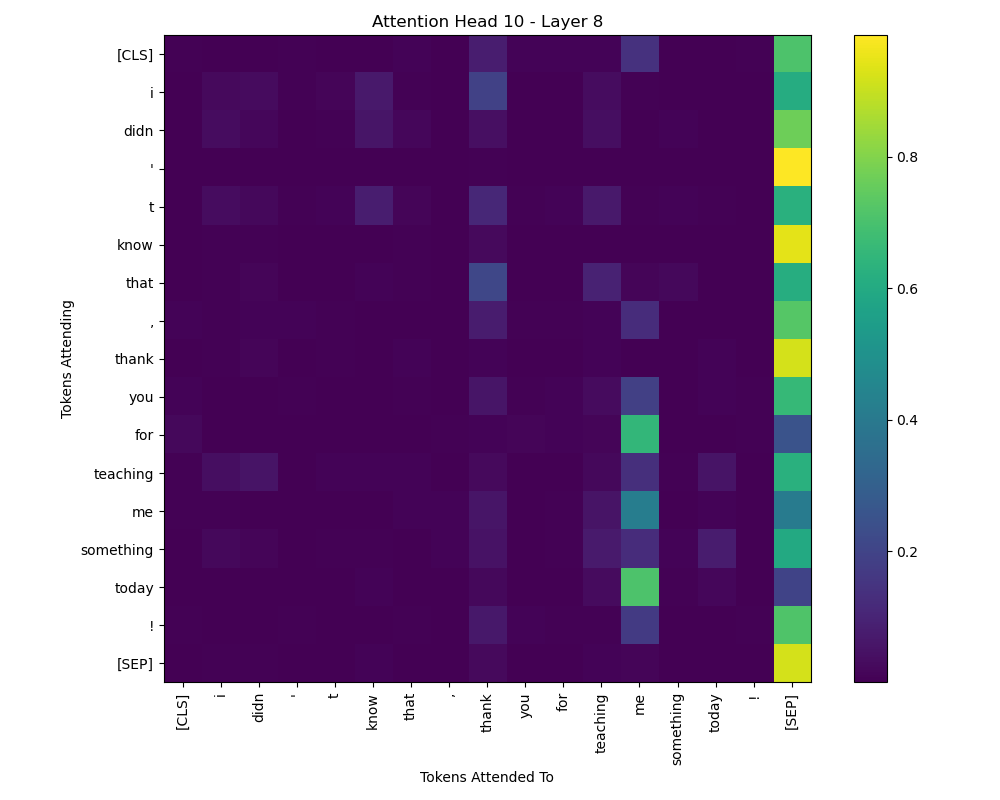 Attention Head 10 - Layer 8
[CLS]
i
didn
'
t
know
that
,
thank
you
for
teaching
me
something
today
!
[SEP]
Tokens Attending
[CLS]
i
didn
'
t
know
that
,
thank
you
for
teaching
me
something
today
!
[SEP]
Tokens Attended To
0.8
0.6
0.4
0.2